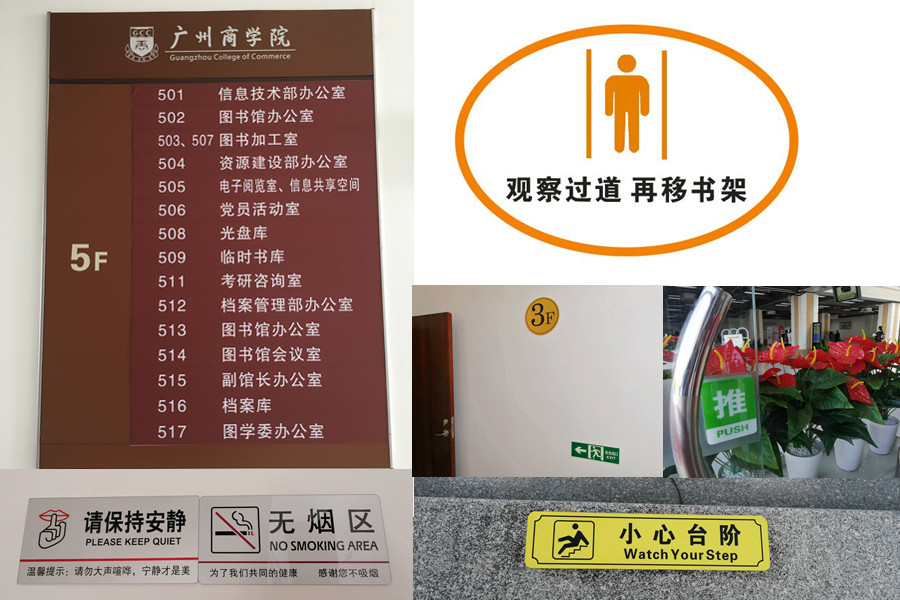 GCC
广州商学院
Guangzhou College of Commerce
5F
501 信息技术部办公室
502 图书馆办公室
503、507 图书加工室
504 资源建设部办公室
505 电子阅览室、信息共享空间
506 党员活动室
508 光盘库
509 临时书库
511 考研咨询室
512 档案管理部办公室
513 图书馆办公室
514 图书馆会议室
515 副馆长办公室
516 档案库
517 图学委办公室
观察过道 再移书架
3F
EXIT
推
PUSH
请保持安静
PLEASE KEEP QUIET
温馨提示：请勿大声喧哗，宁静才是美
无烟区
NO SMOKING AREA
为了我们共同的健康 感谢您不吸烟
小心台阶
Watch Your Step